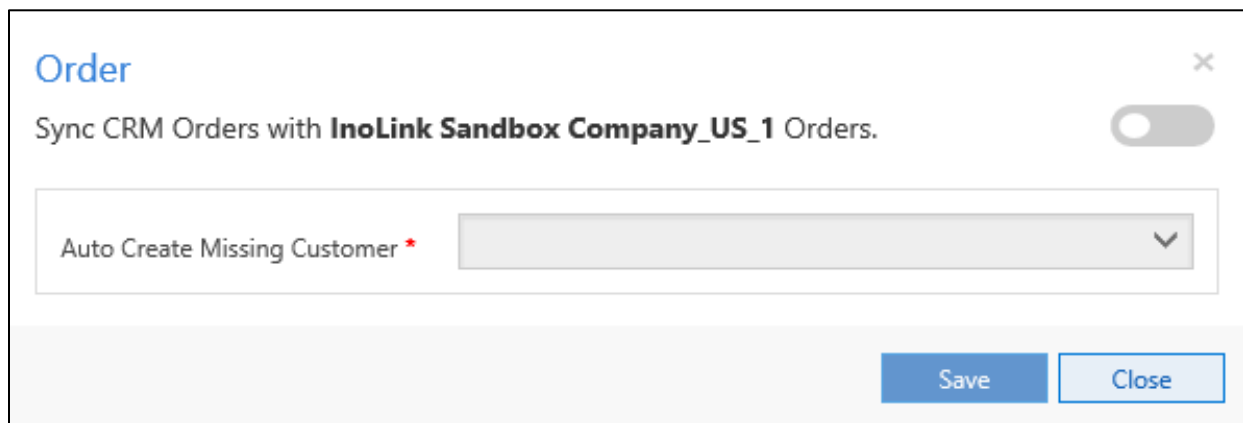 Order
Sync CRM Orders with InoLink Sandbox Company_US_1 Orders.
Auto Create Missing Customer *
Save Close